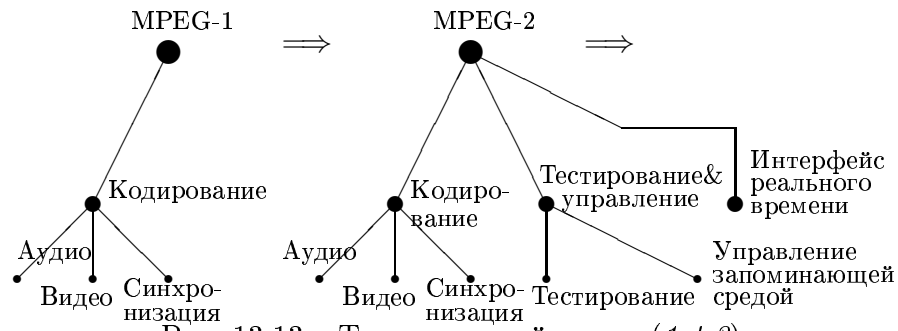 MPEG-1
⟹
MPEG-2
⟹
Кодирование
Аудио
Видео
Синхро-
низация
Кодиро-
вание
Аудио
Видео
Синхро-
низация
Тестирование&
управление
Тестирование
Управление
запоминающей
средой
Интерфейс
реального
времени